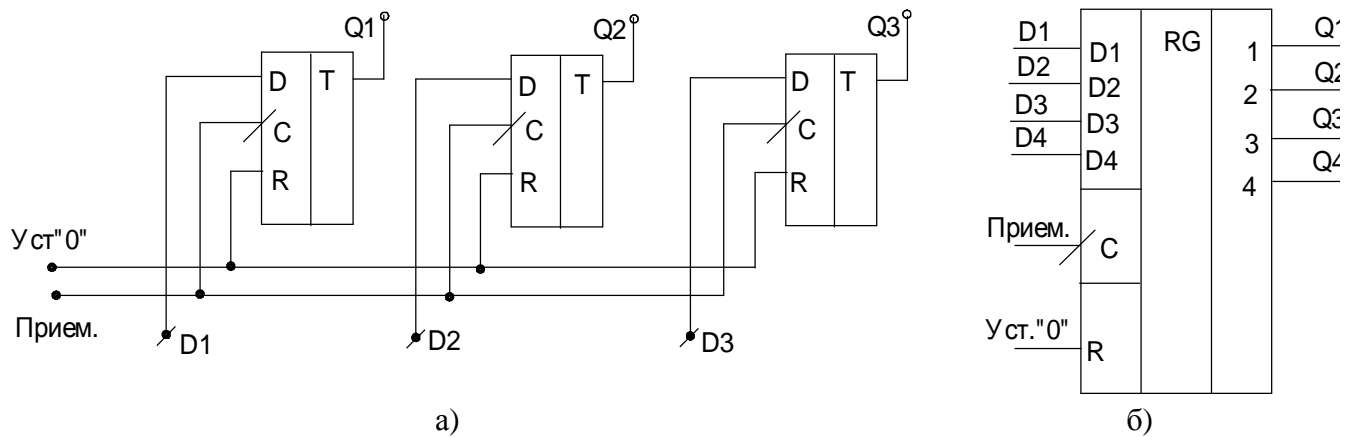 Q1
D T
C
R
Q2
D T
C
R
Q3
D T
C
R
Уст"0"
Прием.
D1
D2
D3
а)
D1
D2
D3
D4
D1
D2
D3
D4
RG
1
2
3
4
Q1
Q2
Q3
Q4
Прием.
C
Уст."0"
R
б)